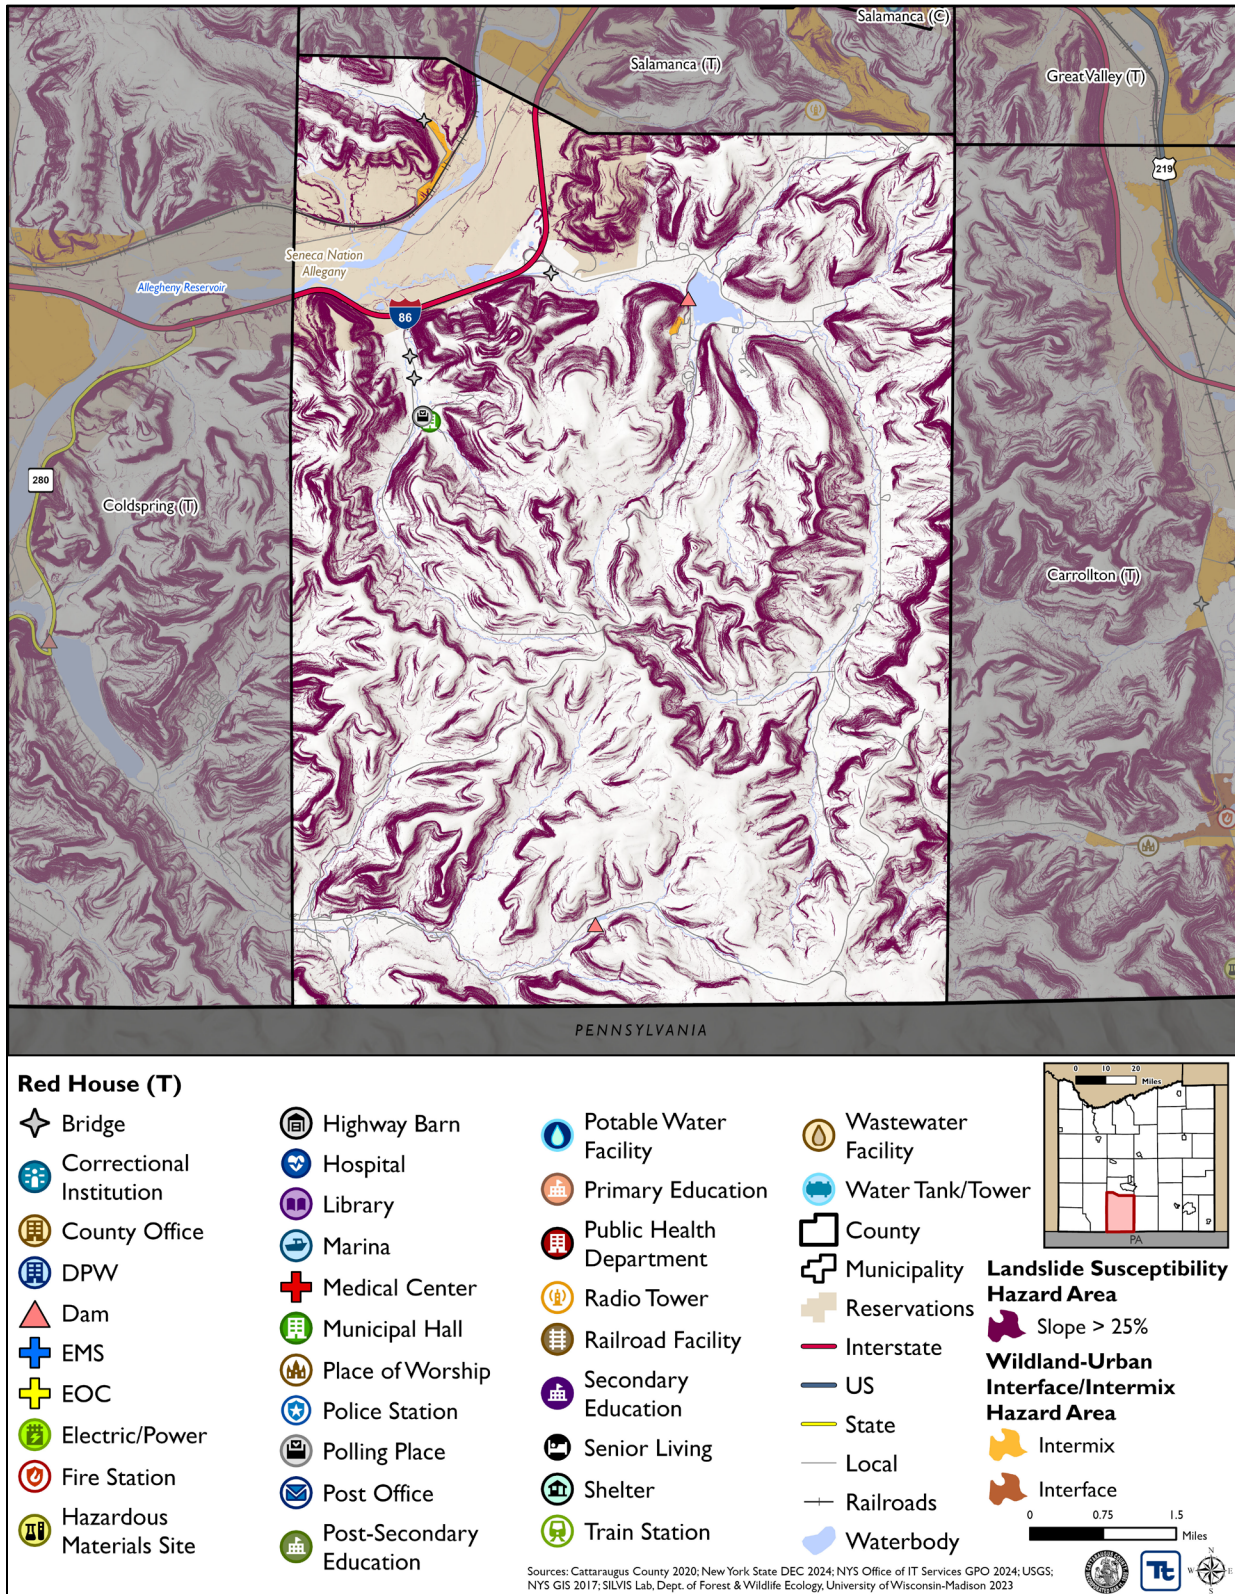 Salamanca (C)
Salamanca (T)
Great Valley (T)
219
Seneca Nation
Allegany
Allegheny Reservoir
86
280
Coldspring (T)
Carrollton (T)
PENNSYLVANIA
Red House (T)
Bridge
Correctional
Institution
County Office
DPW
Dam
EMS
EOC
Electric/Power
Fire Station
Hazardous
Materials Site
Highway Barn
Hospital
Library
Marina
Medical Center
Municipal Hall
Place of Worship
Police Station
Polling Place
Post Office
Post-Secondary
Education
Potable Water
Facility
Primary Education
Public Health
Department
Radio Tower
Railroad Facility
Secondary
Education
Senior Living
Shelter
Train Station
Wastewater
Facility
Water Tank/Tower
County
Municipality
Reservations
Interstate
US
State
Local
Railroads
Waterbody
0 10 20
Miles
PA
Landslide Susceptibility
Hazard Area
Slope > 25%
Wildland-Urban
Interface/Intermix
Hazard Area
Intermix
Interface
0 0.75 1.5
Miles
Tt
N
W E
S
Sources: Cattaraugus County 2020; New York State DEC 2024; NYS Office of IT Services GPO 2024; USGS;
NYS GIS 2017; SILVIS Lab, Dept. of Forest & Wildlife Ecology, University of Wisconsin-Madison 2023